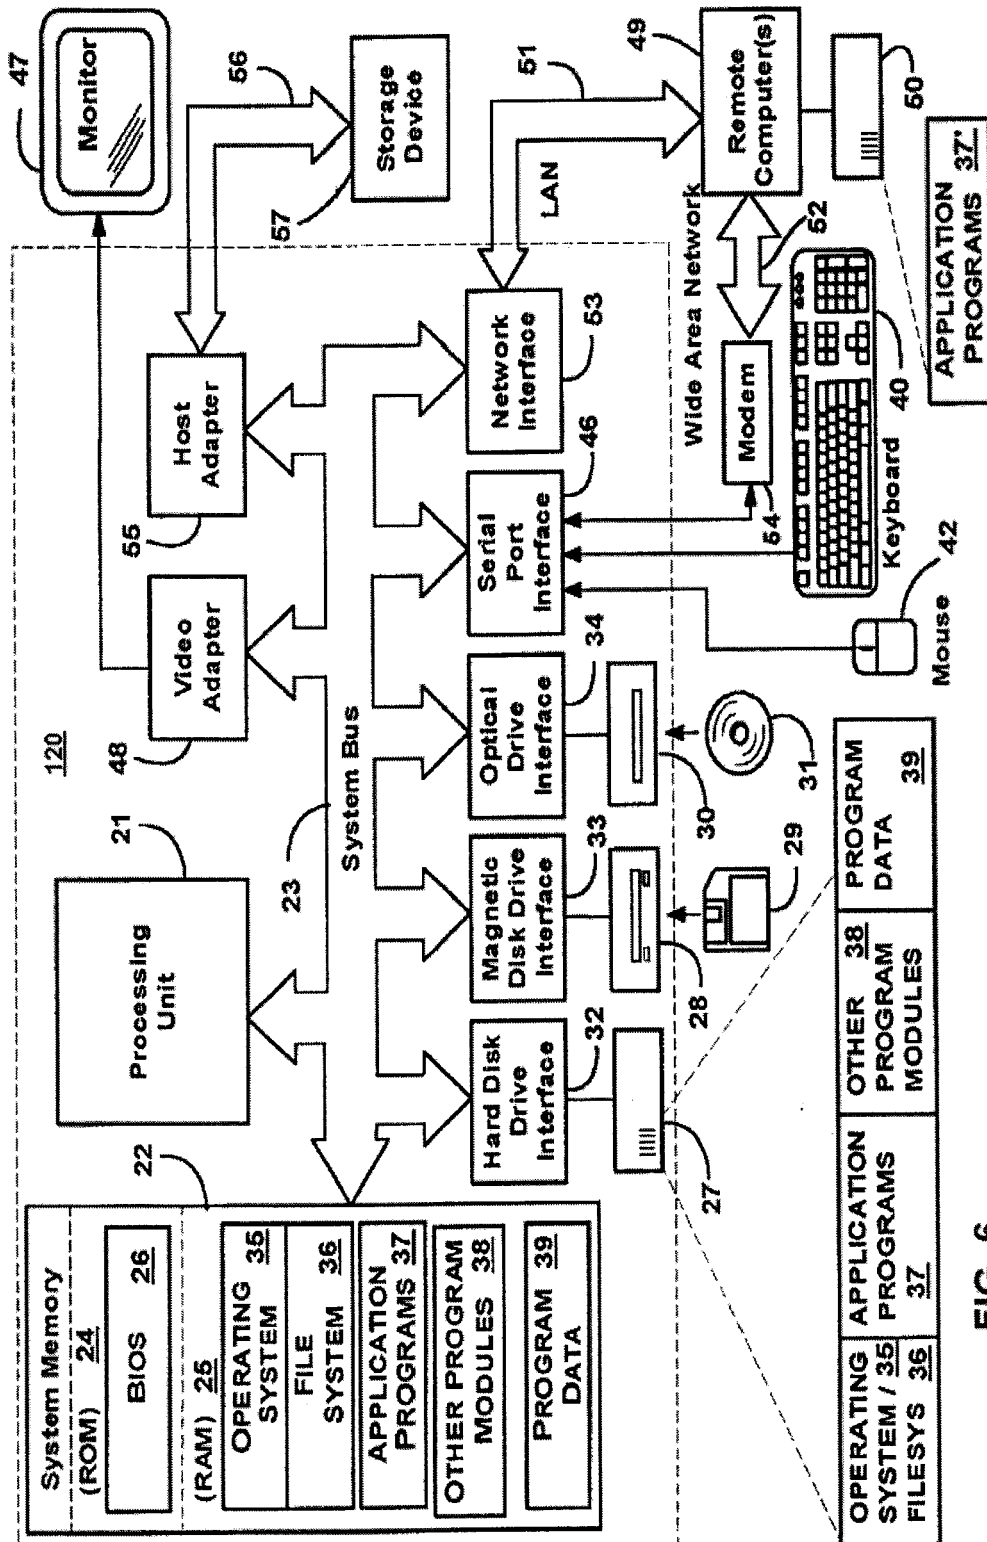 System Memory
(ROM) 24
BIOS 26
(RAM) 25
OPERATING
SYSTEM 35
FILE
SYSTEM 36
APPLICATION
PROGRAMS 37
OTHER PROGRAM
MODULES 38
PROGRAM
DATA 39
22
Processing
Unit
21
120
Video
Adapter
48
Host
Adapter
55
Monitor
47
56
Storage
Device
57
23
System Bus
Hard Disk
Drive
Interface
32
Magnetic
Disk Drive
Interface
33
Optical
Drive
Interface
34
Serial
Port
Interface
46
Network
Interface
53
LAN
51
27
28
29
30
31
Wide Area Network
Modem
54
52
Remote
Computer(s)
49
50
Keyboard
40
Mouse
42
APPLICATION
PROGRAMS 37'
OPERATING
SYSTEM / 35
FILESYS 36
APPLICATION
PROGRAMS
37
OTHER 38
PROGRAM
MODULES
PROGRAM
DATA 39
FIG. 6